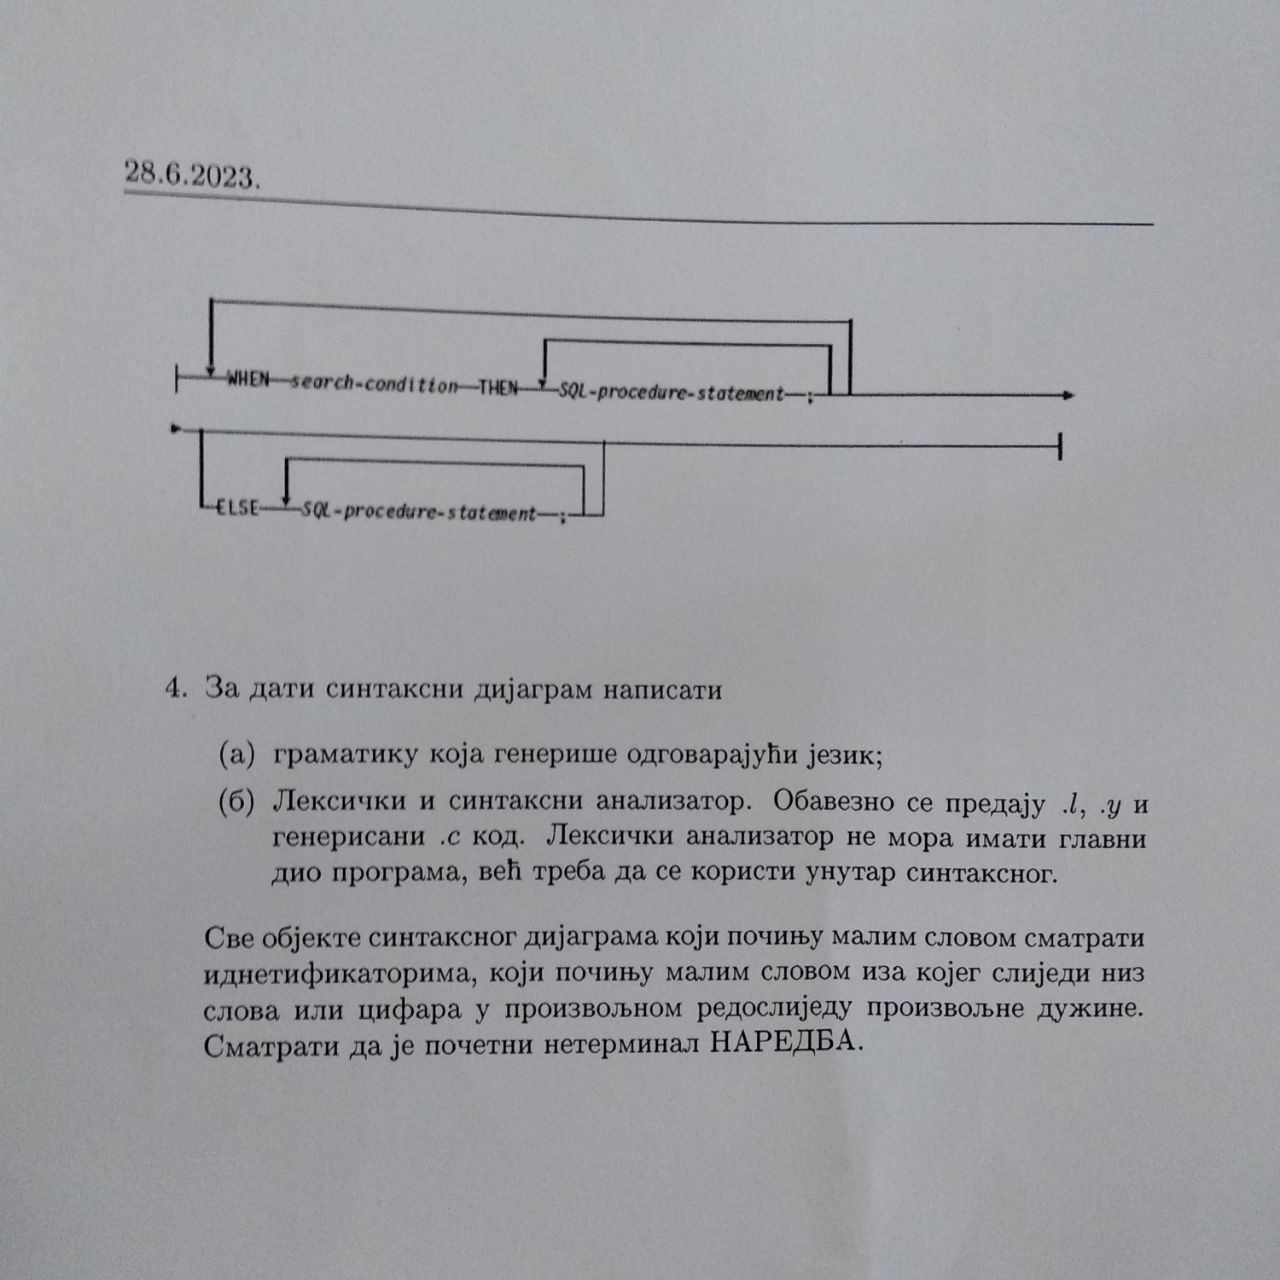 28.6.2023.
WHEN search-condition THEN SQL-procedure-statement ;
ELSE SQL-procedure-statement ;
4. За дати синтаксни дијаграм написати
(а) граматику која генерише одговарајући језик;
(б) Лексички и синтаксни анализатор. Обавезно се предају .l, .y и
генерисани .c код. Лексички анализатор не мора имати главни
дио програма, већ треба да се користи унутар синтаксног.
Све објекте синтаксног дијаграма који почињу малим словом сматрати
иднетификаторима, који почињу малим словом иза којег слиједи низ
слова или цифара у произвољном редослиједу произвољне дужине.
Сматрати да је почетни нетерминал НАРЕДБА.